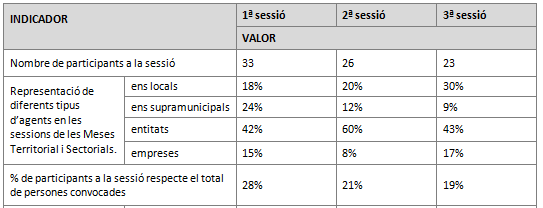 INDICADOR 1ª sessió 2ª sessió 3ª sessió
VALOR
Nombre de participants a la sessió 33 26 23
Representació de
diferents tipus
d'agents en les
sessions de les Meses
Territorial i Sectorials.
ens locals 18% 20% 30%
ens supramunicipals 24% 12% 9%
entitats 42% 60% 43%
empreses 15% 8% 17%
% de participants a la sessió respecte el total
de persones convocades
28% 21% 19%